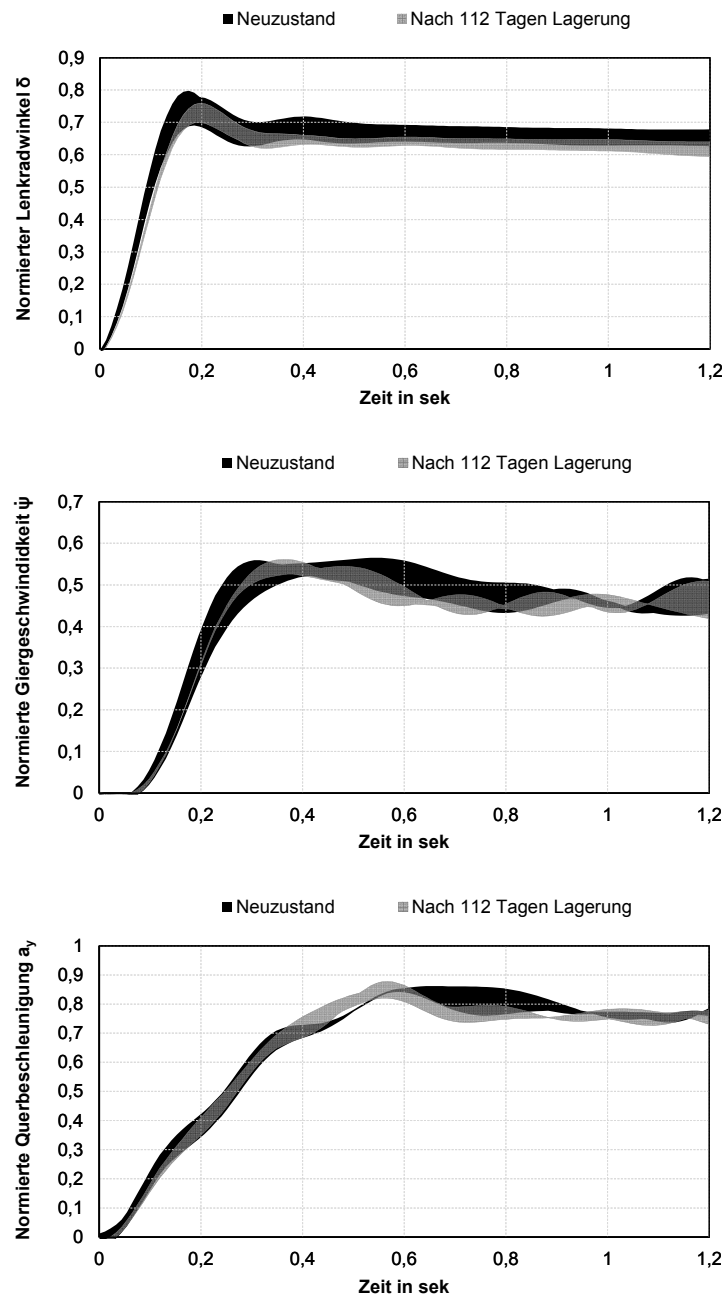 Neuzustand Nach 112 Tagen Lagerung
Normierter Lenkradwinkel δ
0,9
0,8
0,7
0,6
0,5
0,4
0,3
0,2
0,1
0
0 0,2 0,4 0,6 0,8 1 1,2
Zeit in sek
Neuzustand Nach 112 Tagen Lagerung
Normierte Giergeschwindidkeit ψ̇
0,7
0,6
0,5
0,4
0,3
0,2
0,1
0
0 0,2 0,4 0,6 0,8 1 1,2
Zeit in sek
Neuzustand Nach 112 Tagen Lagerung
Normierte Querbeschleunigung a_y
1
0,9
0,8
0,7
0,6
0,5
0,4
0,3
0,2
0,1
0
0 0,2 0,4 0,6 0,8 1 1,2
Zeit in sek